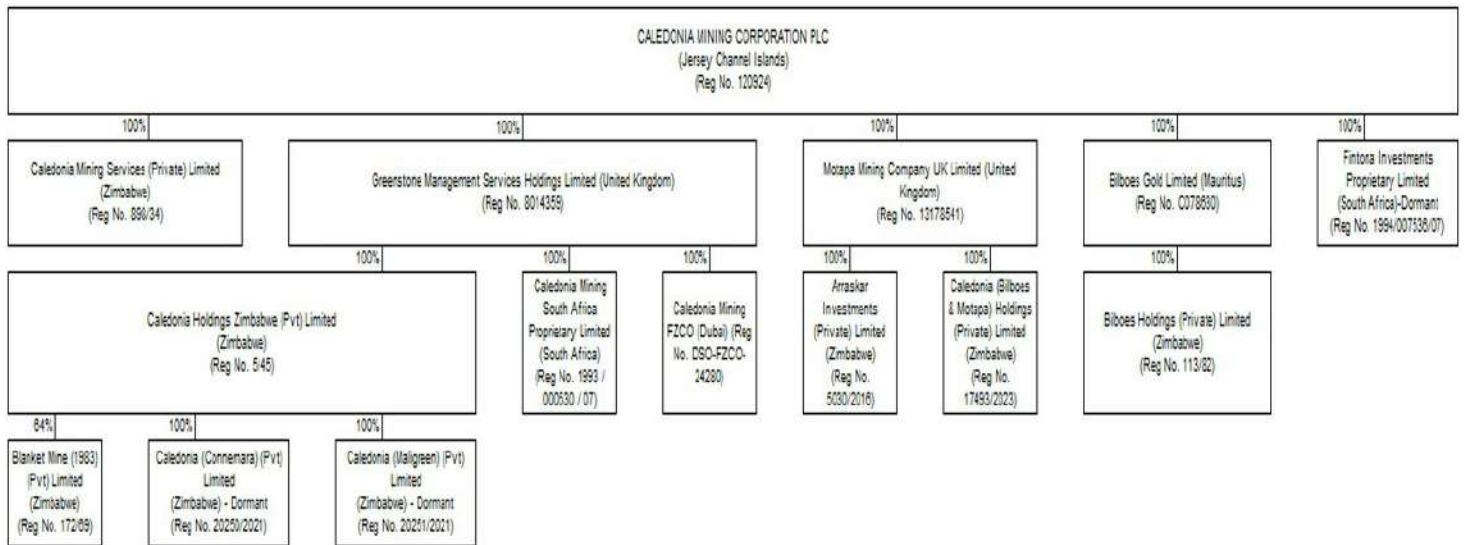 CALEDONIA MINING CORPORATION PLC
(Jersey Channel Islands)
(Reg No. 120924)
100%
100%
100%
100%
100%
Caledonia Mining Services (Private) Limited
(Zimbabwe)
(Reg No. 898/34)
Greenstone Management Services Holdings Limited (United Kingdom)
(Reg No. 8014359)
Motapa Mining Company UK Limited (United
Kingdom)
(Reg No. 13178541)
Bilboes Gold Limited (Mauritius)
(Reg No. C078630)
Fintona Investments
Proprietary Limited
(South Africa)-Dormant
(Reg No. 1994/007536/07)
100%
100%
100%
100%
100%
100%
Caledonia Holdings Zimbabwe (Pvt) Limited
(Zimbabwe)
(Reg No. 5/45)
Caledonia Mining
South Africa
Proprietary Limited
(South Africa)
(Reg No. 1993 /
000530 / 07)
Caledonia Mining
FZCO (Dubai) (Reg
No. DSO-FZCO-
24280)
Arraskar
Investments
(Private) Limited
(Zimbabwe)
(Reg No.
5030/2016)
Caledonia (Bilboes
& Motapa) Holdings
(Private) Limited
(Zimbabwe)
(Reg No.
17493/2023)
Bilboes Holdings (Private) Limited
(Zimbabwe)
(Reg No. 113/82)
64%
100%
100%
Blanket Mine (1983)
(Pvt) Limited
(Zimbabwe)
(Reg No. 172/69)
Caledonia (Connemara) (Pvt)
Limited
(Zimbabwe) - Dormant
(Reg No. 20250/2021)
Caledonia (Maligreen) (Pvt)
Limited
(Zimbabwe) - Dormant
(Reg No. 20251/2021)